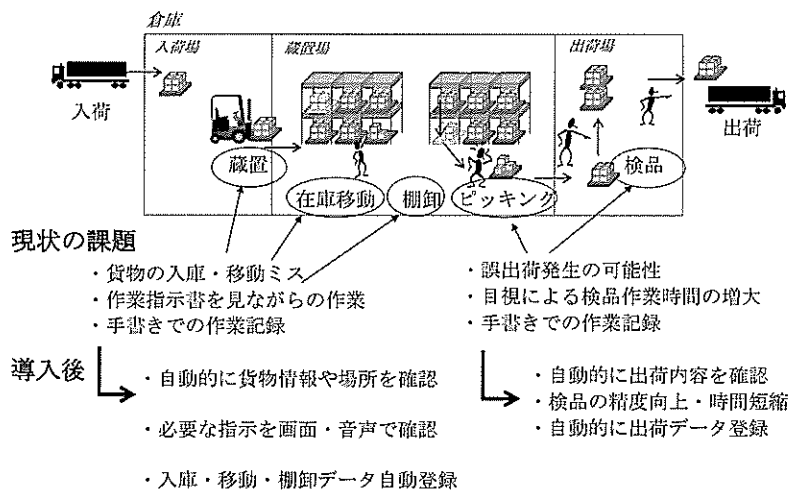 倉庫
入荷場
蔵置場
出荷場
入荷
出荷
蔵置
在庫移動
棚卸
ピッキング
検品
現状の課題
・貨物の入庫・移動ミス
・作業指示書を見ながらの作業
・手書きでの作業記録
・誤出荷発生の可能性
・目視による検品作業時間の増大
・手書きでの作業記録
導入後
・自動的に貨物情報や場所を確認
・必要な指示を画面・音声で確認
・入庫・移動・棚卸データ自動登録
・自動的に出荷内容を確認
・検品の精度向上・時間短縮
・自動的に出荷データ登録